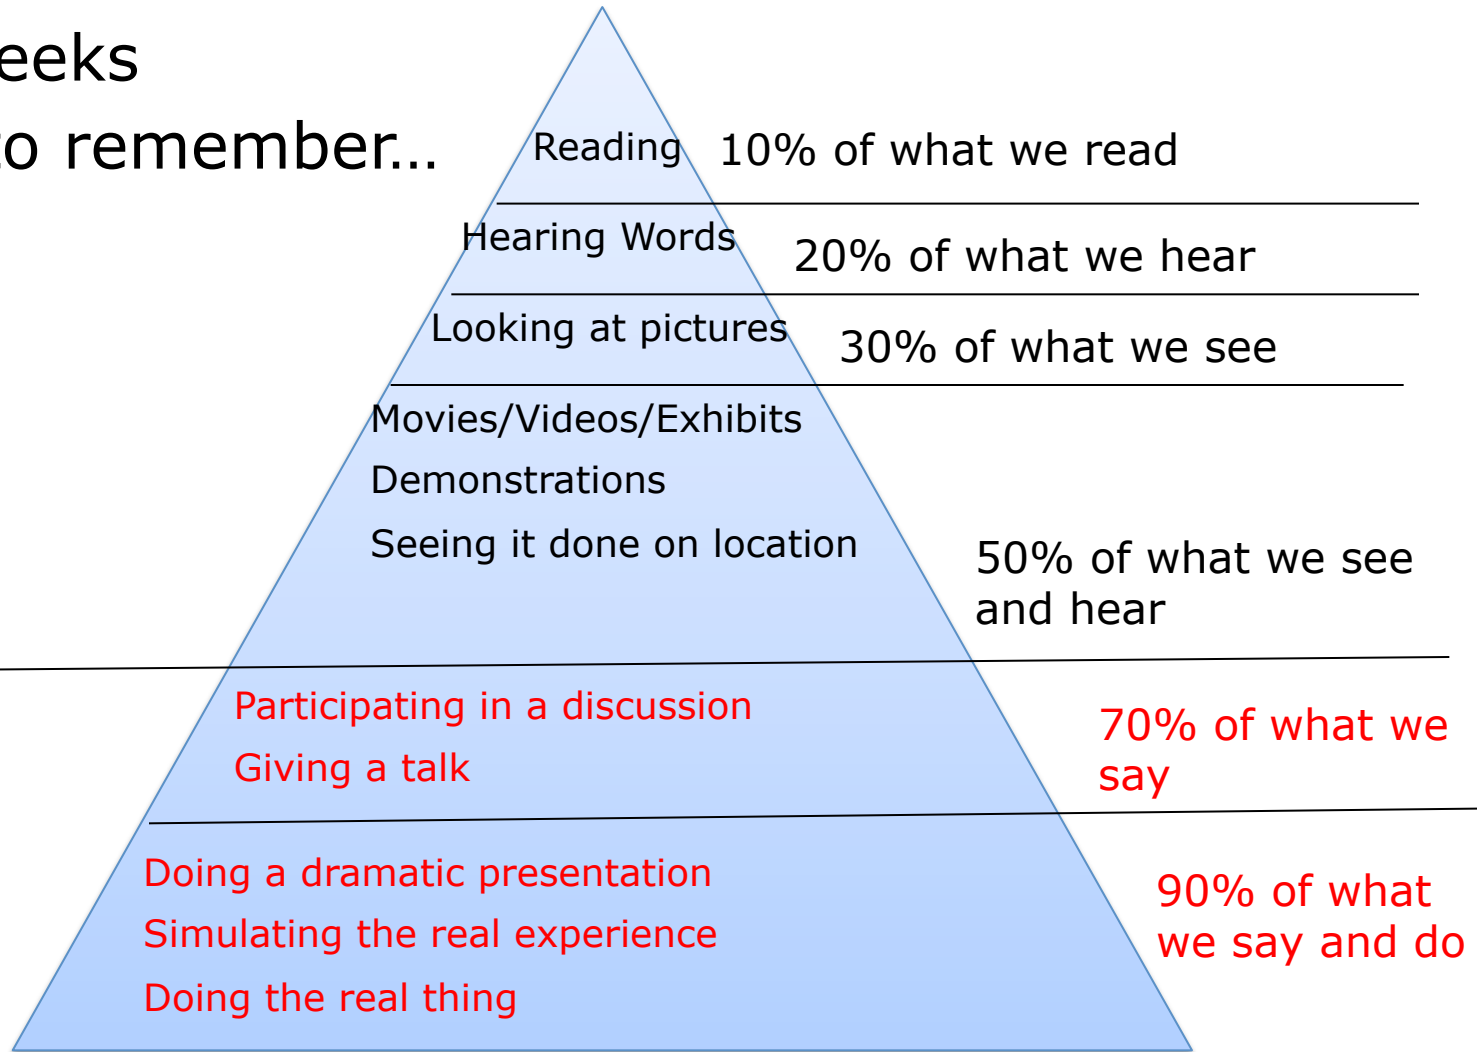 eeks
to remember...
Reading
10% of what we read
Hearing Words
20% of what we hear
Looking at pictures
30% of what we see
Movies/Videos/Exhibits
Demonstrations
Seeing it done on location
50% of what we see
and hear
Participating in a discussion
Giving a talk
70% of what we
say
Doing a dramatic presentation
Simulating the real experience
Doing the real thing
90% of what
we say and do